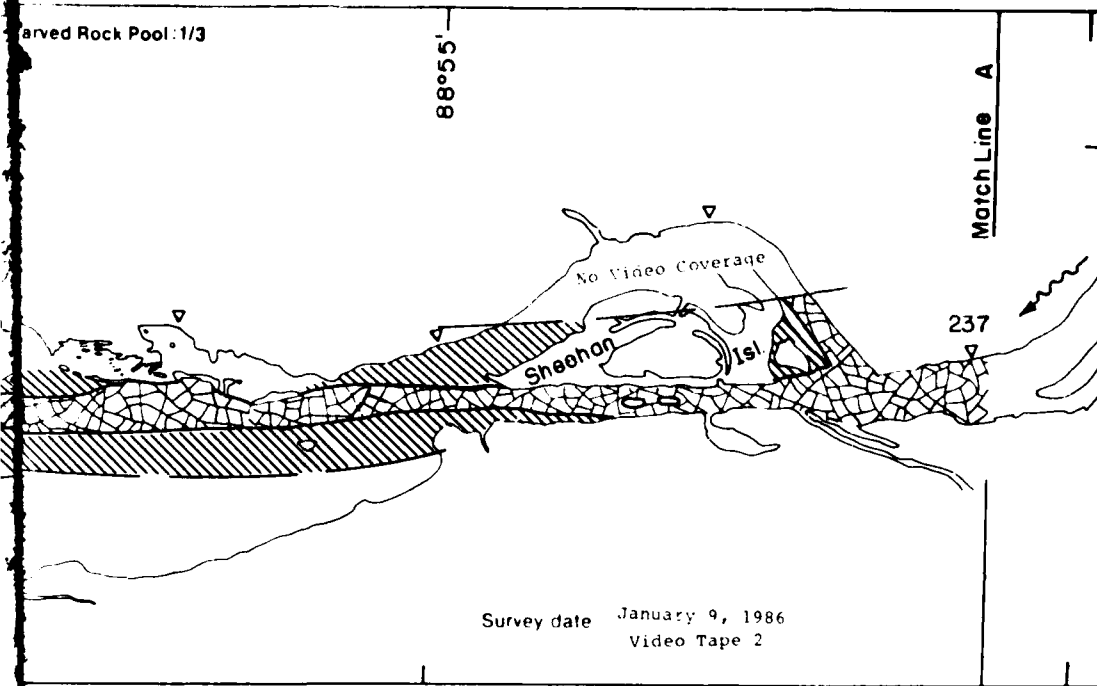 arved Rock Pool:1/3
88°55'
Match Line A
No Video Coverage
237
Sheehan Isl.
Survey date January 9, 1986
Video Tape 2